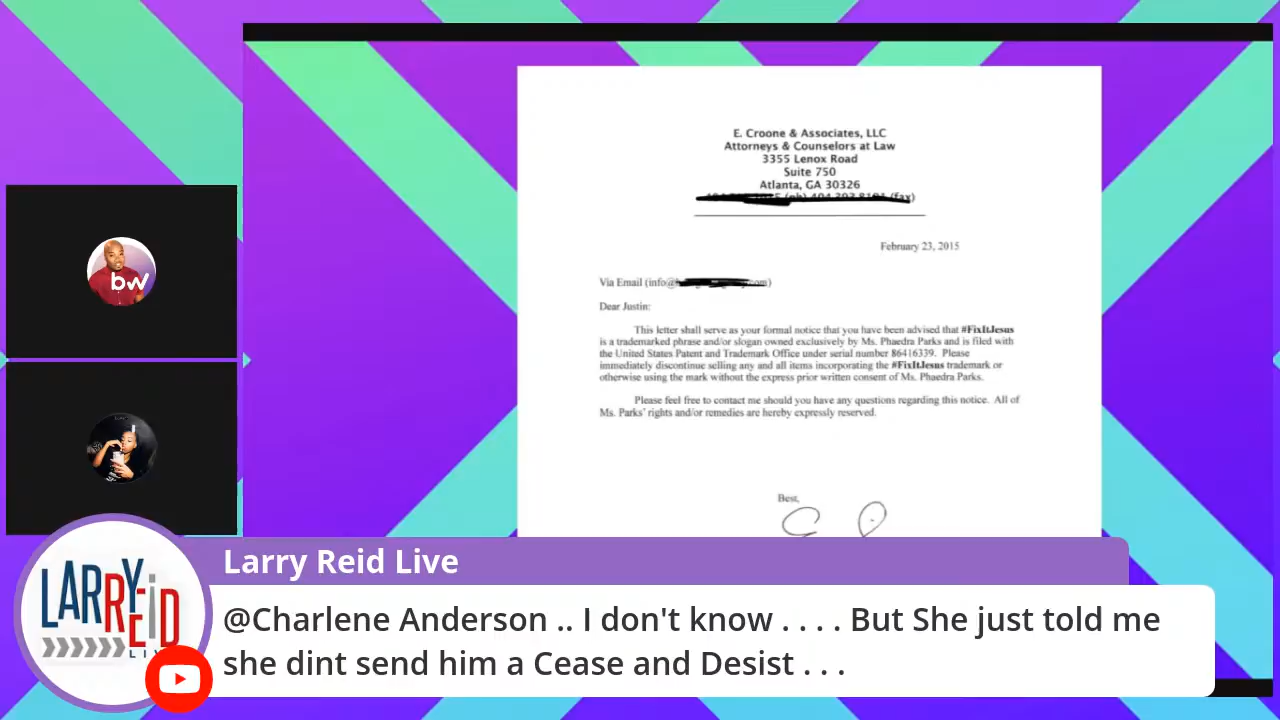 E. Croone & Associates, LLC
Attorneys & Counselors at Law
3355 Lenox Road
Suite 750
Atlanta, GA 30326
(ph) (fax)
February 23, 2015
Via Email (info@
Dear Justin:
This letter shall serve as your formal notice that you have been advised that #FixItJesus
is a trademarked phrase and/or slogan owned exclusively by Ms. Phaedra Parks and is filed with
the United States Patent and Trademark Office under serial number 86416339. Please
immediately discontinue selling any and all items incorporating the #FixItJesus trademark or
otherwise using the mark without the express prior written consent of Ms. Phaedra Parks.
Please feel free to contact me should you have any questions regarding this notice. All of
Ms. Parks' rights and/or remedies are hereby expressly reserved.
Best,
bw
LARRY
REID
LIVE
Larry Reid Live
@Charlene Anderson .. I don't know . . . . But She just told me
she dint send him a Cease and Desist . . .